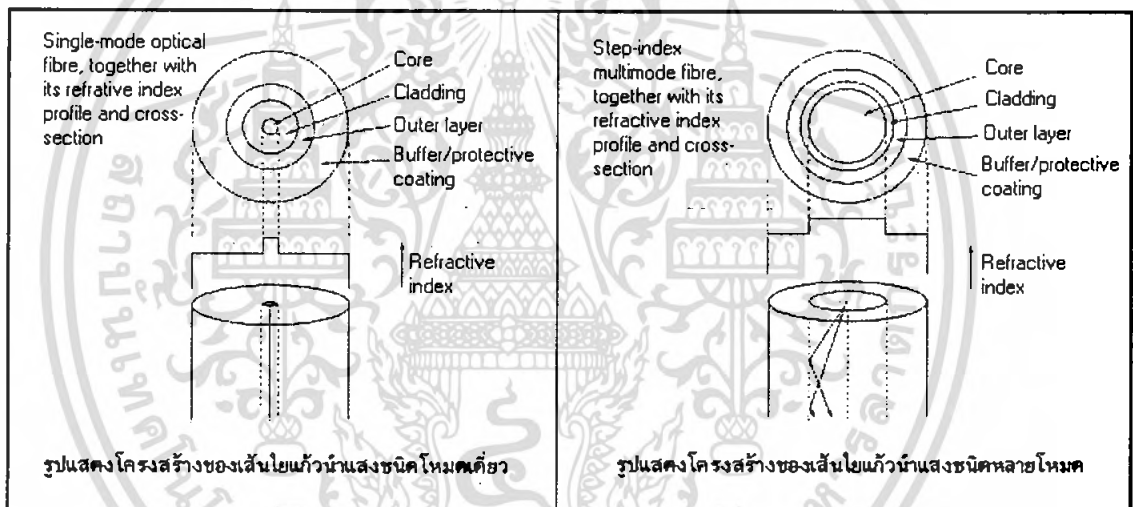 Single-mode optical
fibre, together with
its refrative index
profile and cross-
section
Core
Cladding
Outer layer
Buffer/protective
coating
Refractive
index
รูปแสดงโครงสร้างของเส้นใยแก้วนำแสงชนิดโหมดเดี่ยว
Step-index
multimode fibre,
together with its
refractive index
profile and cross-
section
Core
Cladding
Outer layer
Buffer/protective
coating
Refractive
index
รูปแสดงโครงสร้างของเส้นใยแก้วนำแสงชนิดหลายโหมด